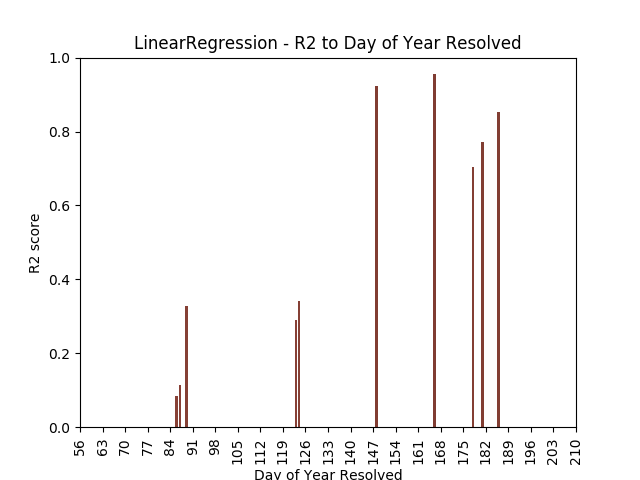 LinearRegression - R2 to Day of Year Resolved
1.0
0.8
0.6
0.4
0.2
0.0
R2 score
56 63 70 77 84 91 98 105 112 119 126 133 140 147 154 161 168 175 182 189 196 203 210
Day of Year Resolved